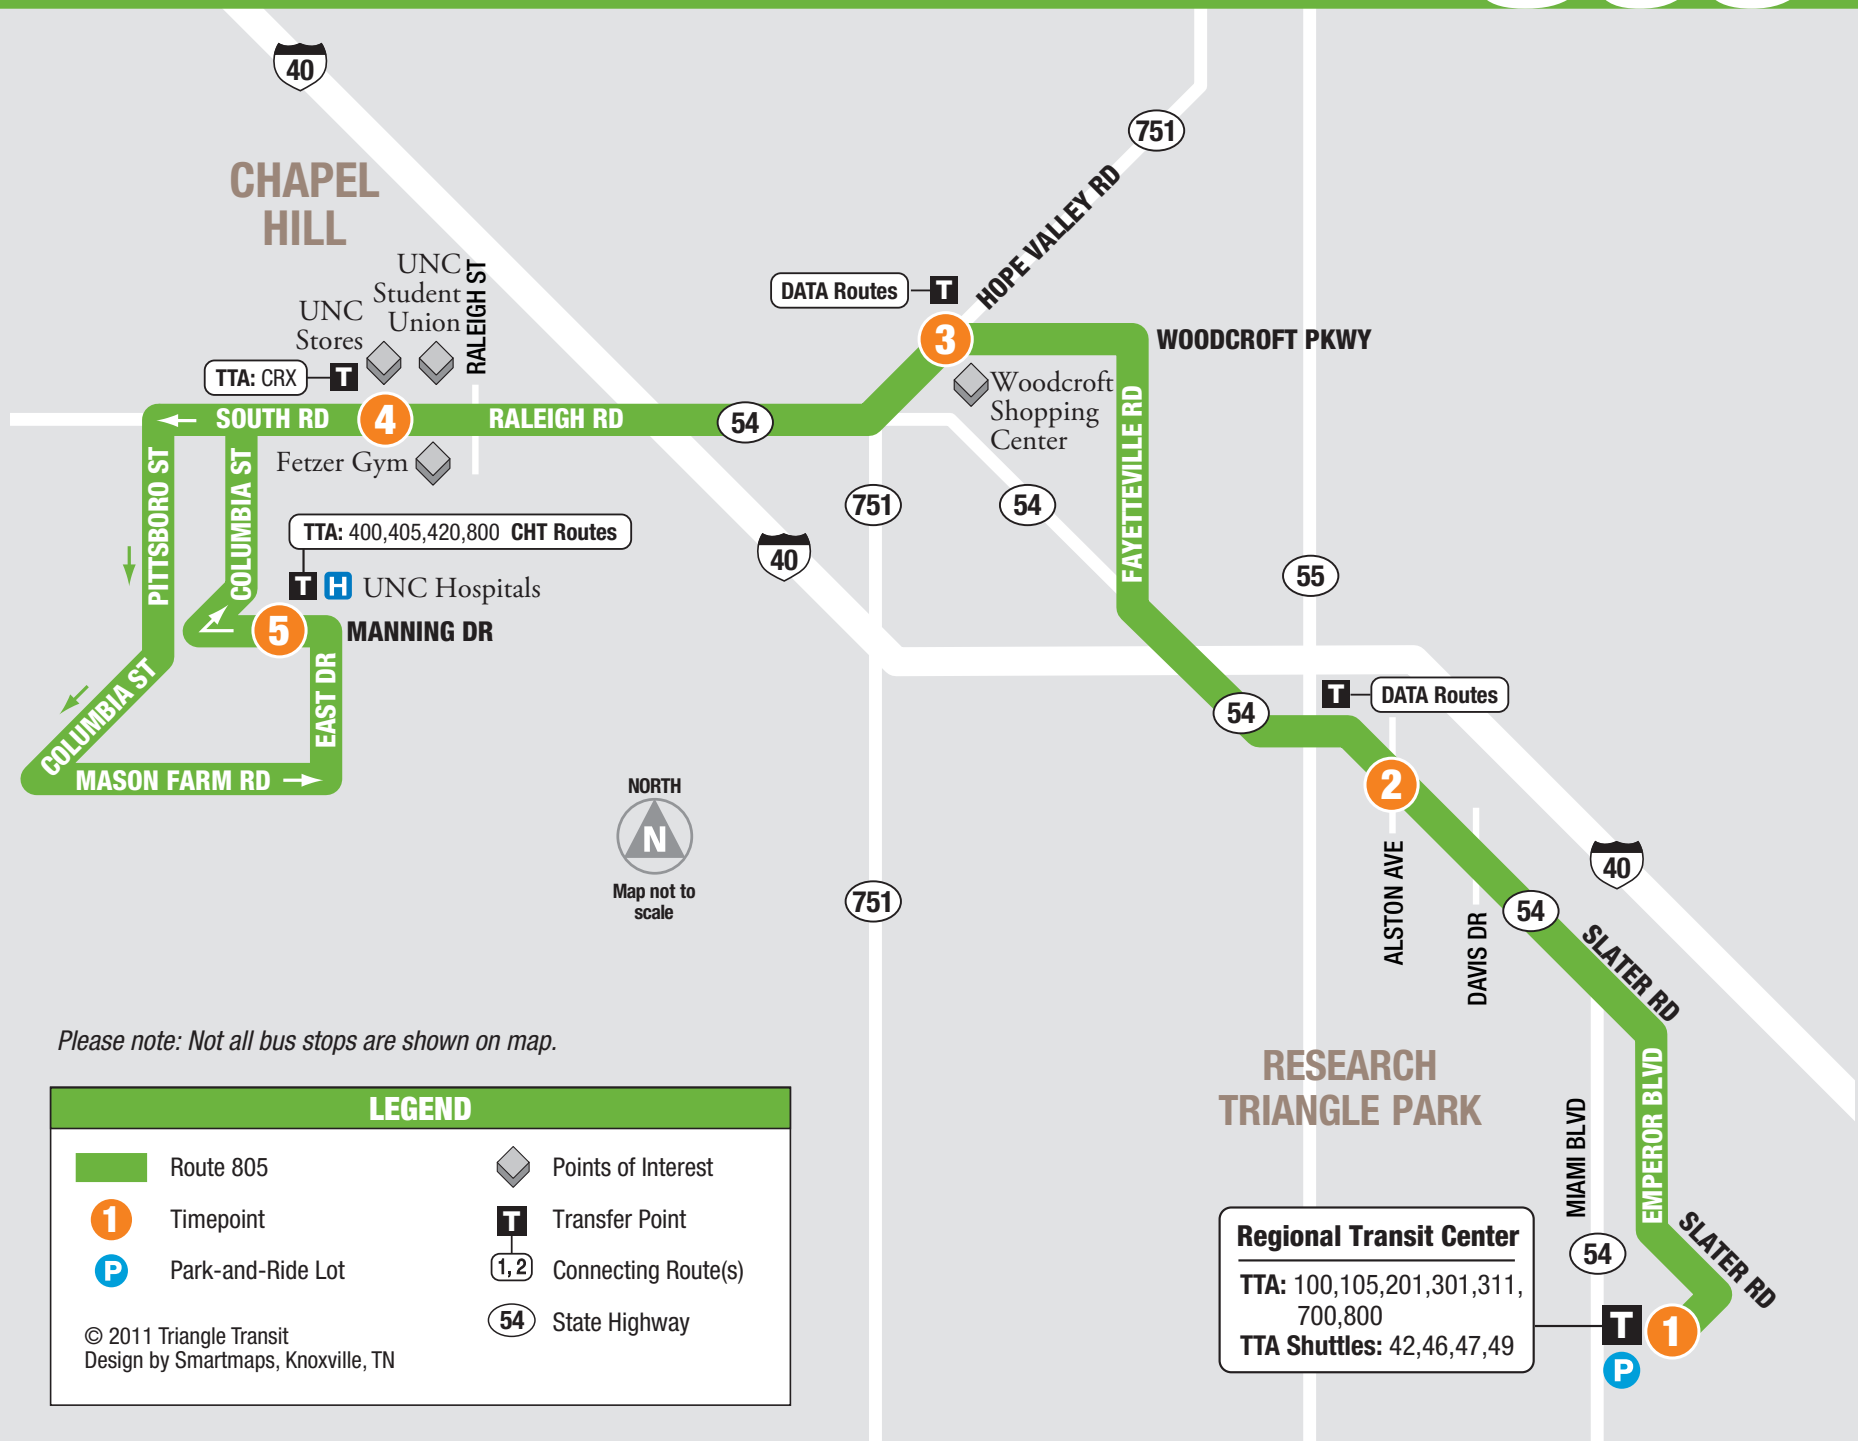 40
751
CHAPEL
HILL
HOPE VALLEY RD
UNC
Student
Union
RALEIGH ST
UNC
Stores
DATA Routes
T
3
WOODCROFT PKWY
TTA: CRX
T
Woodcroft
Shopping
Center
SOUTH RD
4
RALEIGH RD
54
FAYETTEVILLE RD
Fetzer Gym
PITTSBORO ST
COLUMBIA ST
751
54
TTA: 400,405,420,800 CHT Routes
40
55
T
H
UNC Hospitals
5
MANNING DR
EAST DR
COLUMBIA ST
MASON FARM RD
54
T
DATA Routes
2
NORTH
N
Map not to
scale
751
ALSTON AVE
DAVIS DR
40
54
SLATER RD
Please note: Not all bus stops are shown on map.
RESEARCH
TRIANGLE PARK
EMPEROR BLVD
MIAMI BLVD
SLATER RD
54
Regional Transit Center
TTA: 100,105,201,301,311,
700,800
TTA Shuttles: 42,46,47,49
T
1
P
LEGEND
Route 805
1
Timepoint
P
Park-and-Ride Lot
Points of Interest
T
Transfer Point
1,2
Connecting Route(s)
54
State Highway
© 2011 Triangle Transit
Design by Smartmaps, Knoxville, TN